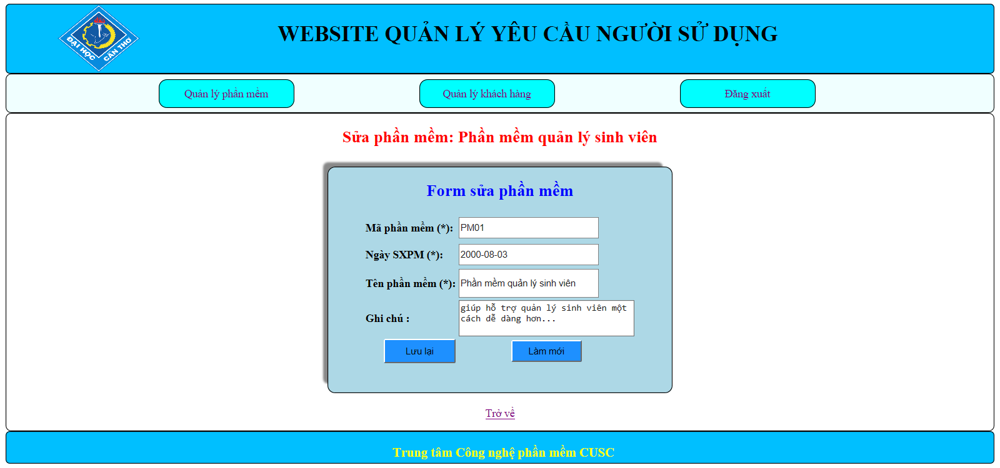 ĐẠI HỌC CẦN THƠ
WEBSITE QUẢN LÝ YÊU CẦU NGƯỜI SỬ DỤNG
Quản lý phần mềm
Quản lý khách hàng
Đăng xuất
Sửa phần mềm: Phần mềm quản lý sinh viên
Form sửa phần mềm
Mã phần mềm (*): PM01
Ngày SXPM (*): 2000-08-03
Tên phần mềm (*): Phần mềm quản lý sinh viên
Ghi chú : giúp hỗ trợ quản lý sinh viên một
cách dễ dàng hơn...
Lưu lại
Làm mới
Trở về
Trung tâm Công nghệ phần mềm CUSC